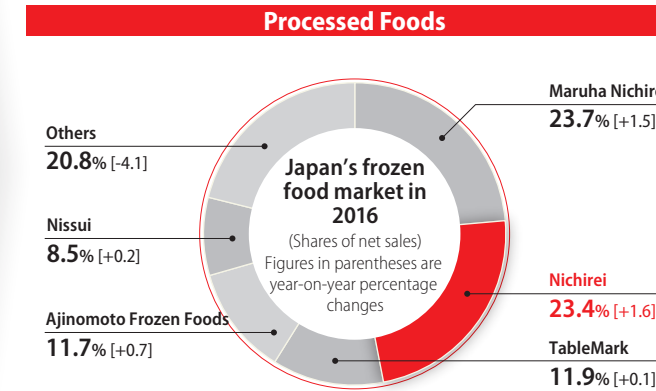 Processed Foods
Maruha Nichire
23.7% [+1.5]
Others
20.8% [-4.1]
Japan's frozen
food market in
2016
(Shares of net sales)
Figures in parentheses are
year-on-year percentage
changes
Nissui
8.5% [+0.2]
Nichirei
23.4% [+1.6]
Ajinomoto Frozen Foods
11.7% [+0.7]
TableMark
11.9% [+0.1]